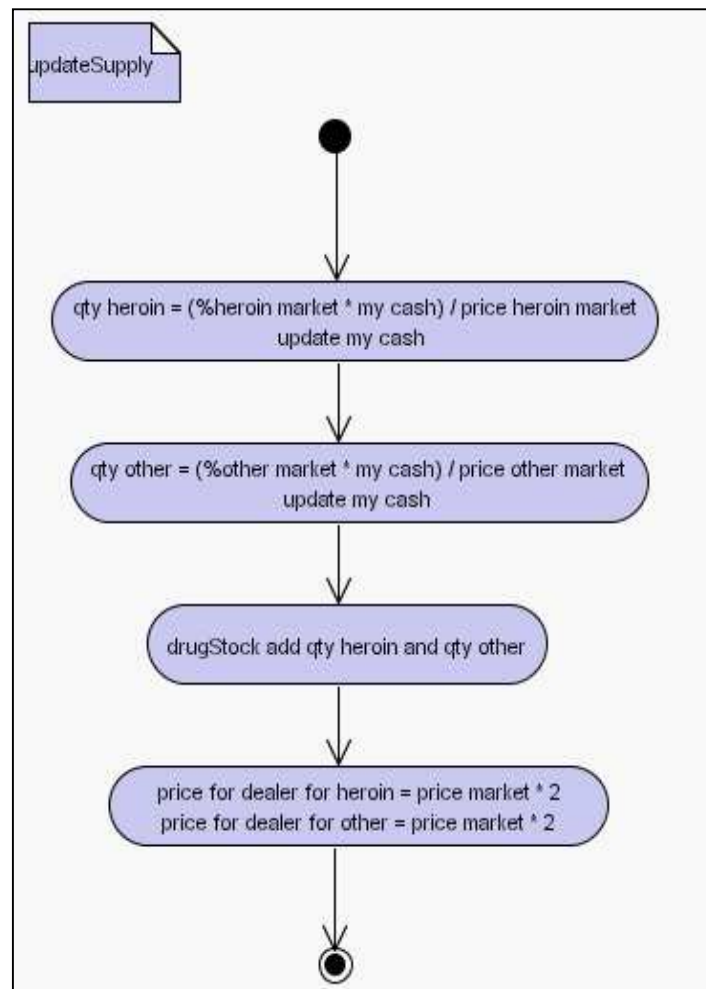 updateSupply
qty heroin = (%heroin market * my cash) / price heroin market
update my cash
qty other = (%other market * my cash) / price other market
update my cash
drugStock add qty heroin and qty other
price for dealer for heroin = price market * 2
price for dealer for other = price market * 2